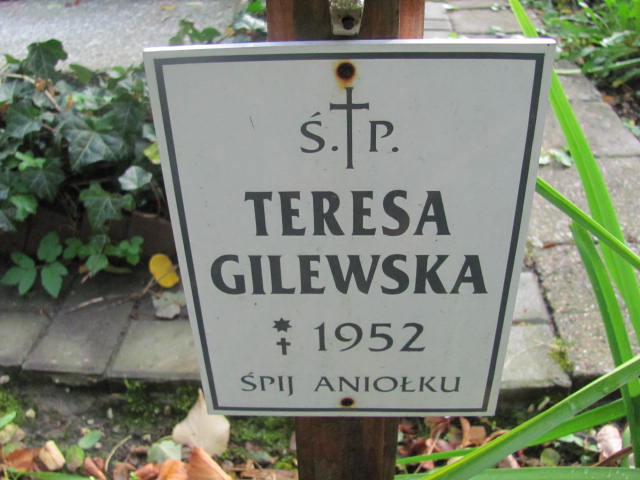 Ś.†P.
TERESA
GILEWSKA
*† 1952
ŚPIJ ANIOŁKU